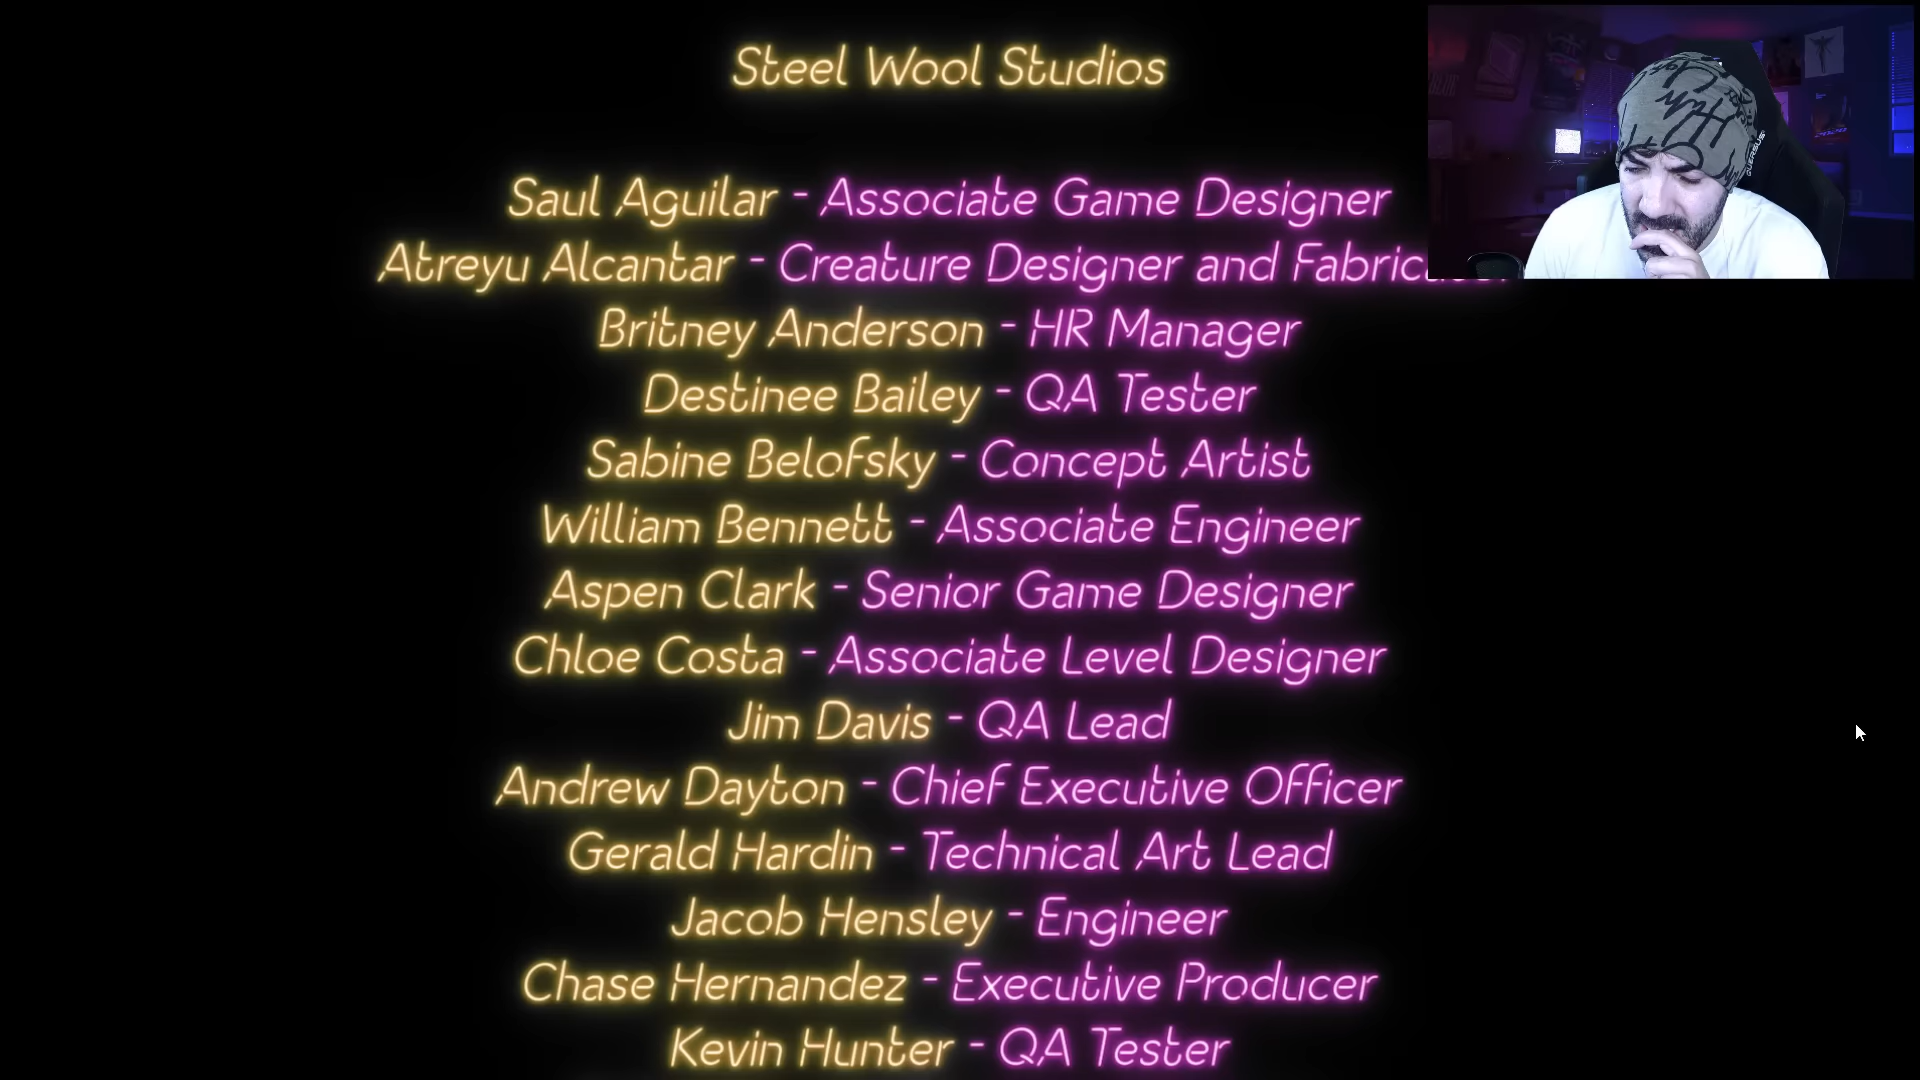 Steel Wool Studios
Saul Aguilar - Associate Game Designer
Atreyu Alcantar - Creature Designer and
Britney Anderson - HR Manager
Destinee Bailey - QA Tester
Sabine Belofsky - Concept Artist
William Bennett - Associate Engineer
Aspen Clark - Senior Game Designer
Chloe Costa - Associate Level Designer
Jim Davis - QA Lead
Andrew Dayton - Chief Executive Officer
Gerald Hardin - Technical Art Lead
Jacob Hensley - Engineer
Chase Hernandez - Executive Producer
Kevin Hunter - QA Tester